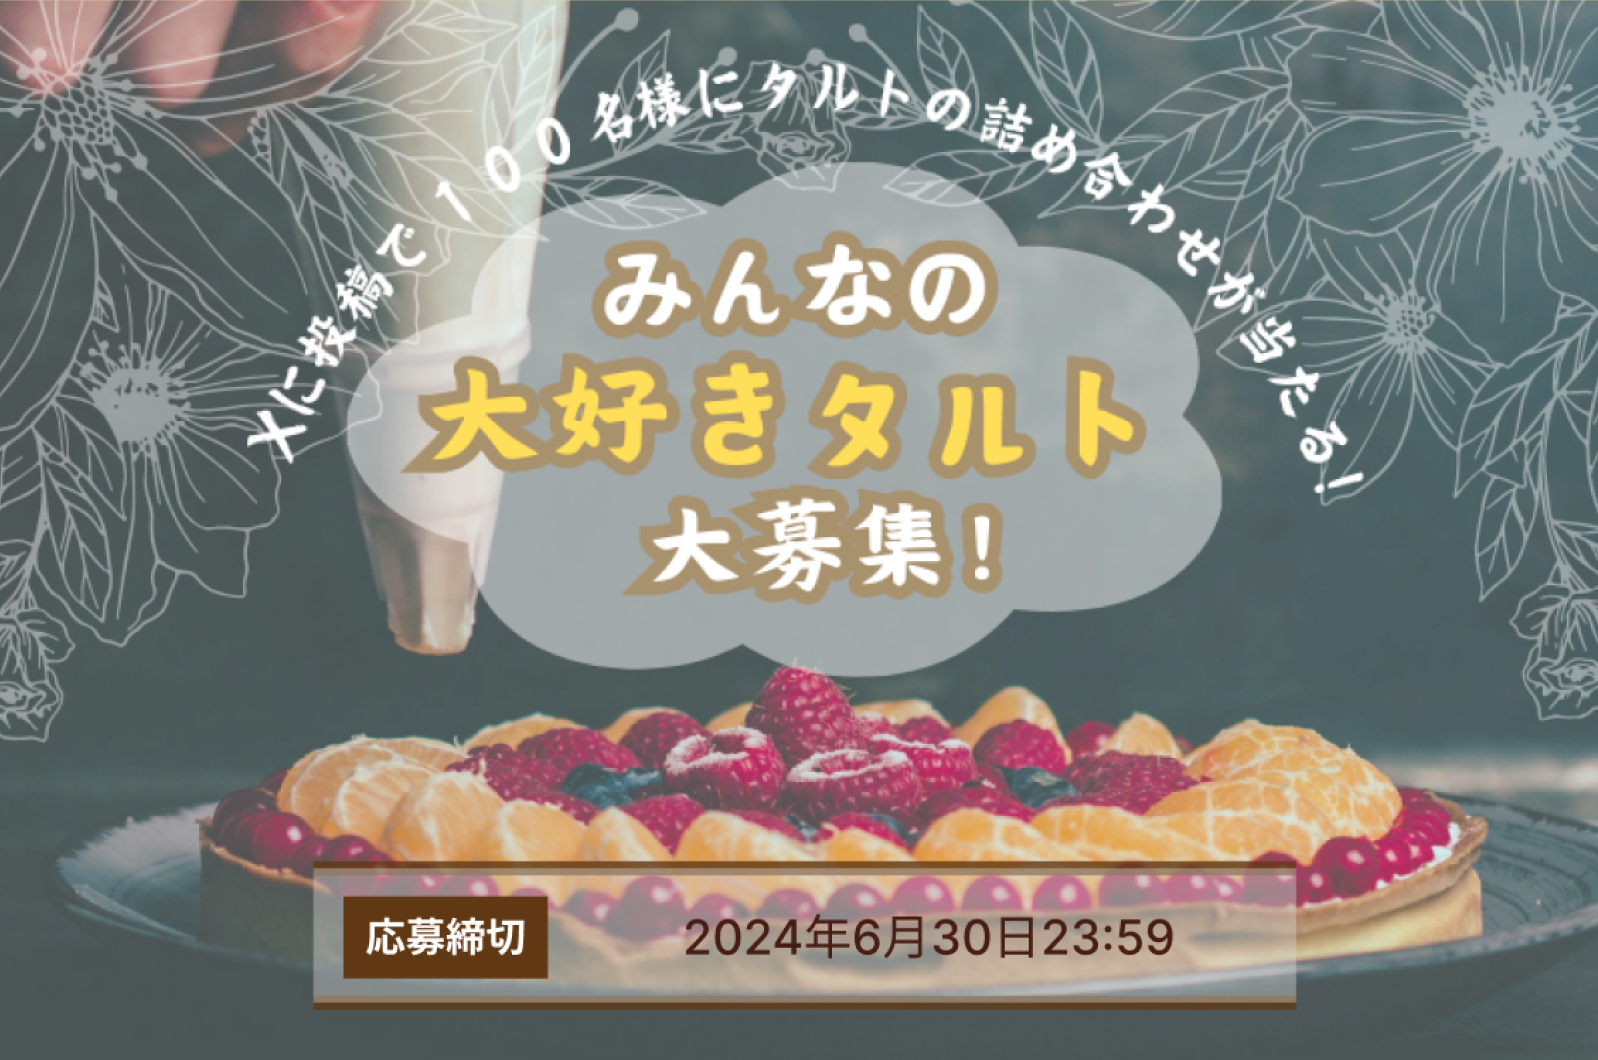 Xに投稿で100名様にタルトの詰め合わせが当たる!
みんなの
大好きタルト
大募集!
応募締切
2024年6月30日23:59